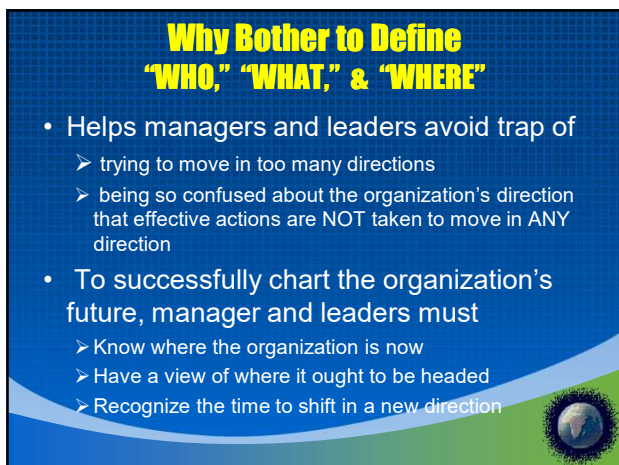 Why Bother to Define
“WHO,” “WHAT,” & “WHERE”
• Helps managers and leaders avoid trap of
➢ trying to move in too many directions
➢ being so confused about the organization’s direction
that effective actions are NOT taken to move in ANY
direction
• To successfully chart the organization’s
future, manager and leaders must
➢Know where the organization is now
➢Have a view of where it ought to be headed
➢Recognize the time to shift in a new direction